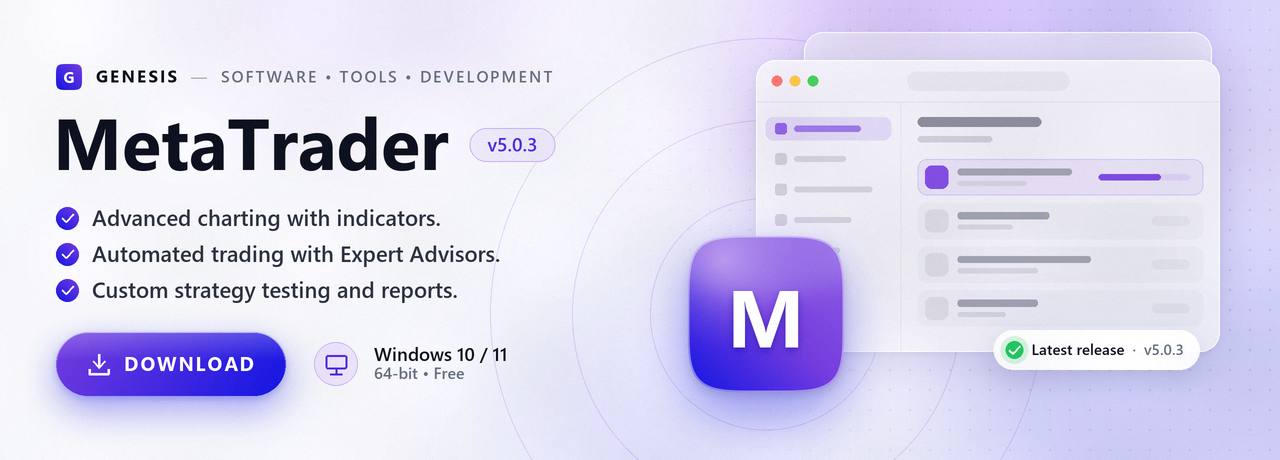 G GENESIS — SOFTWARE • TOOLS • DEVELOPMENT
MetaTrader v5.0.3
Advanced charting with indicators.
Automated trading with Expert Advisors.
Custom strategy testing and reports.
DOWNLOAD
Windows 10 / 11
64-bit • Free
M
Latest release · v5.0.3